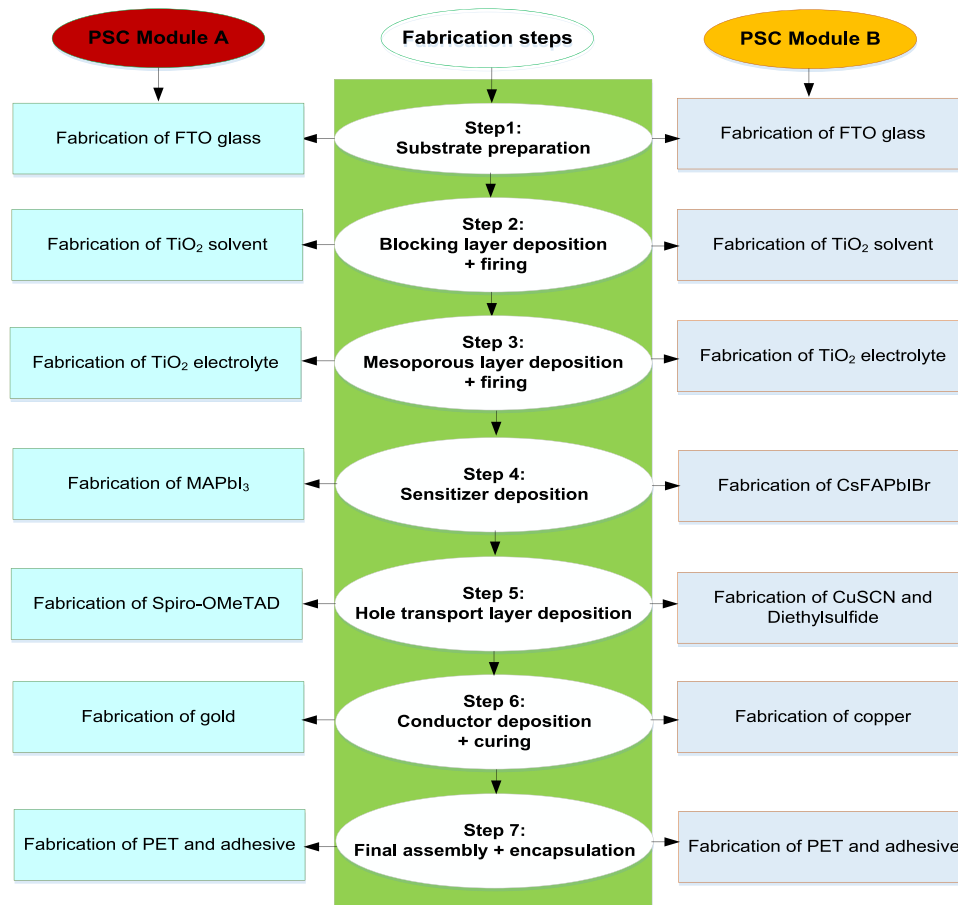 PSC Module A
Fabrication steps
PSC Module B
Fabrication of FTO glass
Step1:
Substrate preparation
Fabrication of FTO glass
Fabrication of TiO₂ solvent
Step 2:
Blocking layer deposition
+ firing
Fabrication of TiO₂ solvent
Fabrication of TiO₂ electrolyte
Step 3:
Mesoporous layer deposition
+ firing
Fabrication of TiO₂ electrolyte
Fabrication of MAPbI₃
Step 4:
Sensitizer deposition
Fabrication of CsFAPbIBr
Fabrication of Spiro-OMeTAD
Step 5:
Hole transport layer deposition
Fabrication of CuSCN and
Diethylsulfide
Fabrication of gold
Step 6:
Conductor deposition
+ curing
Fabrication of copper
Fabrication of PET and adhesive
Step 7:
Final assembly + encapsulation
Fabrication of PET and adhesive